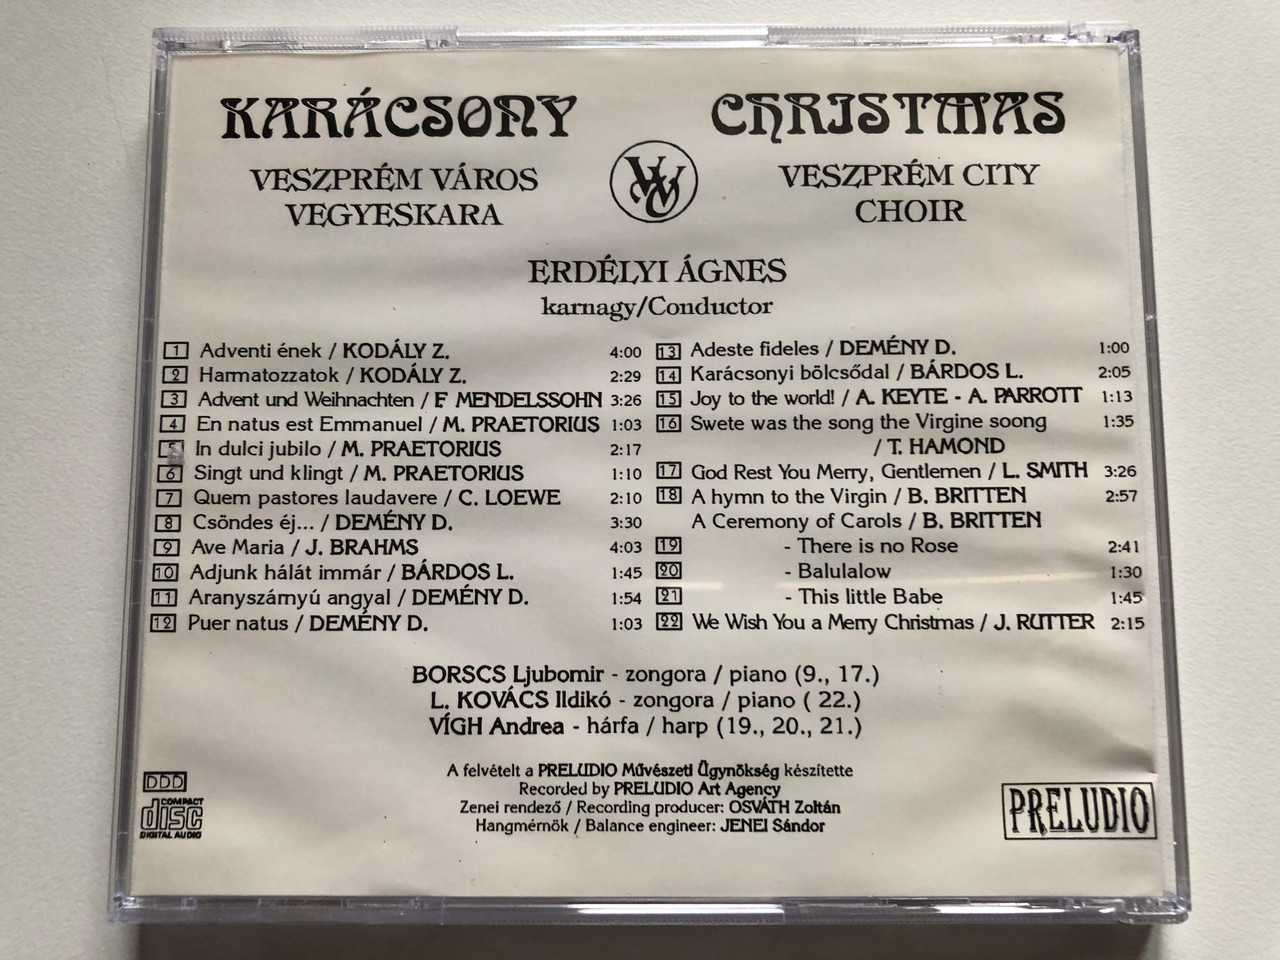 KARÁCSONY
VESZPRÉM VÁROS
VEGYESKARA
VVV
CHRISTMAS
VESZPRÉM CITY
CHOIR
ERDÉLYI ÁGNES
karnagy/Conductor
1 Adventi ének / KODÁLY Z. 4:00
2 Harmatozzatok / KODÁLY Z. 2:29
3 Advent und Weihnachten / F MENDELSSOHN 3:26
4 En natus est Emmanuel / M. PRAETORIUS 1:03
5 In dulci jubilo / M. PRAETORIUS 2:17
6 Singt und klingt / M. PRAETORIUS 1:10
7 Quem pastores laudavere / C. LOEWE 2:10
8 Csöndes éj... / DEMÉNY D. 3:30
9 Ave Maria / J. BRAHMS 4:03
10 Adjunk hálát immár / BÁRDOS L. 1:45
11 Aranyszárnyú angyal / DEMÉNY D. 1:54
12 Puer natus / DEMÉNY D. 1:03
13 Adeste fideles / DEMÉNY D. 1:00
14 Karácsonyi bölcsődal / BÁRDOS L. 2:05
15 Joy to the world! / A. KEYTE - A. PARROTT 1:13
16 Swete was the song the Virgine soong 1:35
/ T. HAMOND
17 God Rest You Merry, Gentlemen / L. SMITH 3:26
18 A hymn to the Virgin / B. BRITTEN 2:57
A Ceremony of Carols / B. BRITTEN
19 - There is no Rose 2:41
20 - Balulalow 1:30
21 - This little Babe 1:45
22 We Wish You a Merry Christmas / J. RUTTER 2:15
BORSCS Ljubomir - zongora / piano (9., 17.)
L. KOVÁCS Ildikó - zongora / piano ( 22.)
VÍGH Andrea - hárfa / harp (19., 20., 21.)
A felvételt a PRELUDIO Művészeti Ügynökség készítette
Recorded by PRELUDIO Art Agency
Zenei rendező / Recording producer: OSVÁTH Zoltán
Hangmérnök / Balance engineer: JENEI Sándor
DDD
COMPACT
disc
DIGITAL AUDIO
PRELUDIO